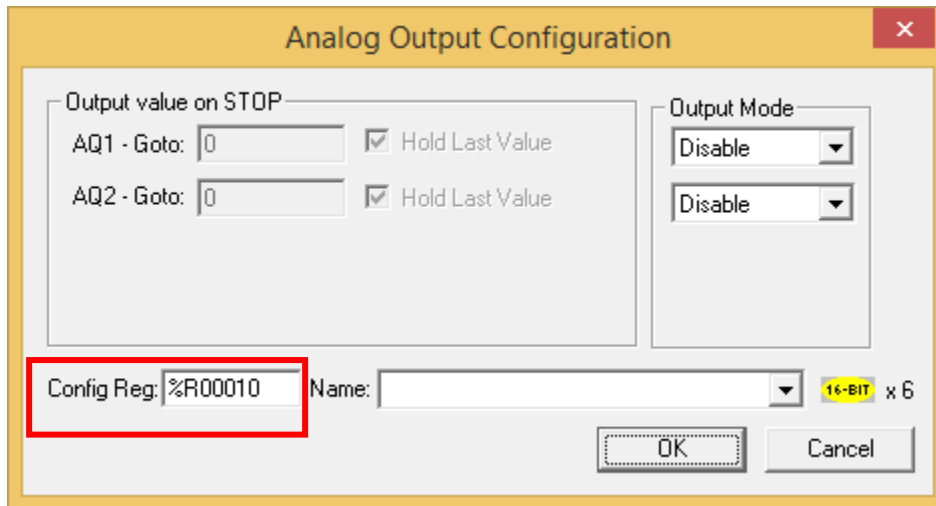 Analog Output Configuration
Output value on STOP
AQ1 - Goto: 0 Hold Last Value
AQ2 - Goto: 0 Hold Last Value
Output Mode
Disable
Disable
Config Reg: %R00010 Name: 16-BIT x 6
OK Cancel